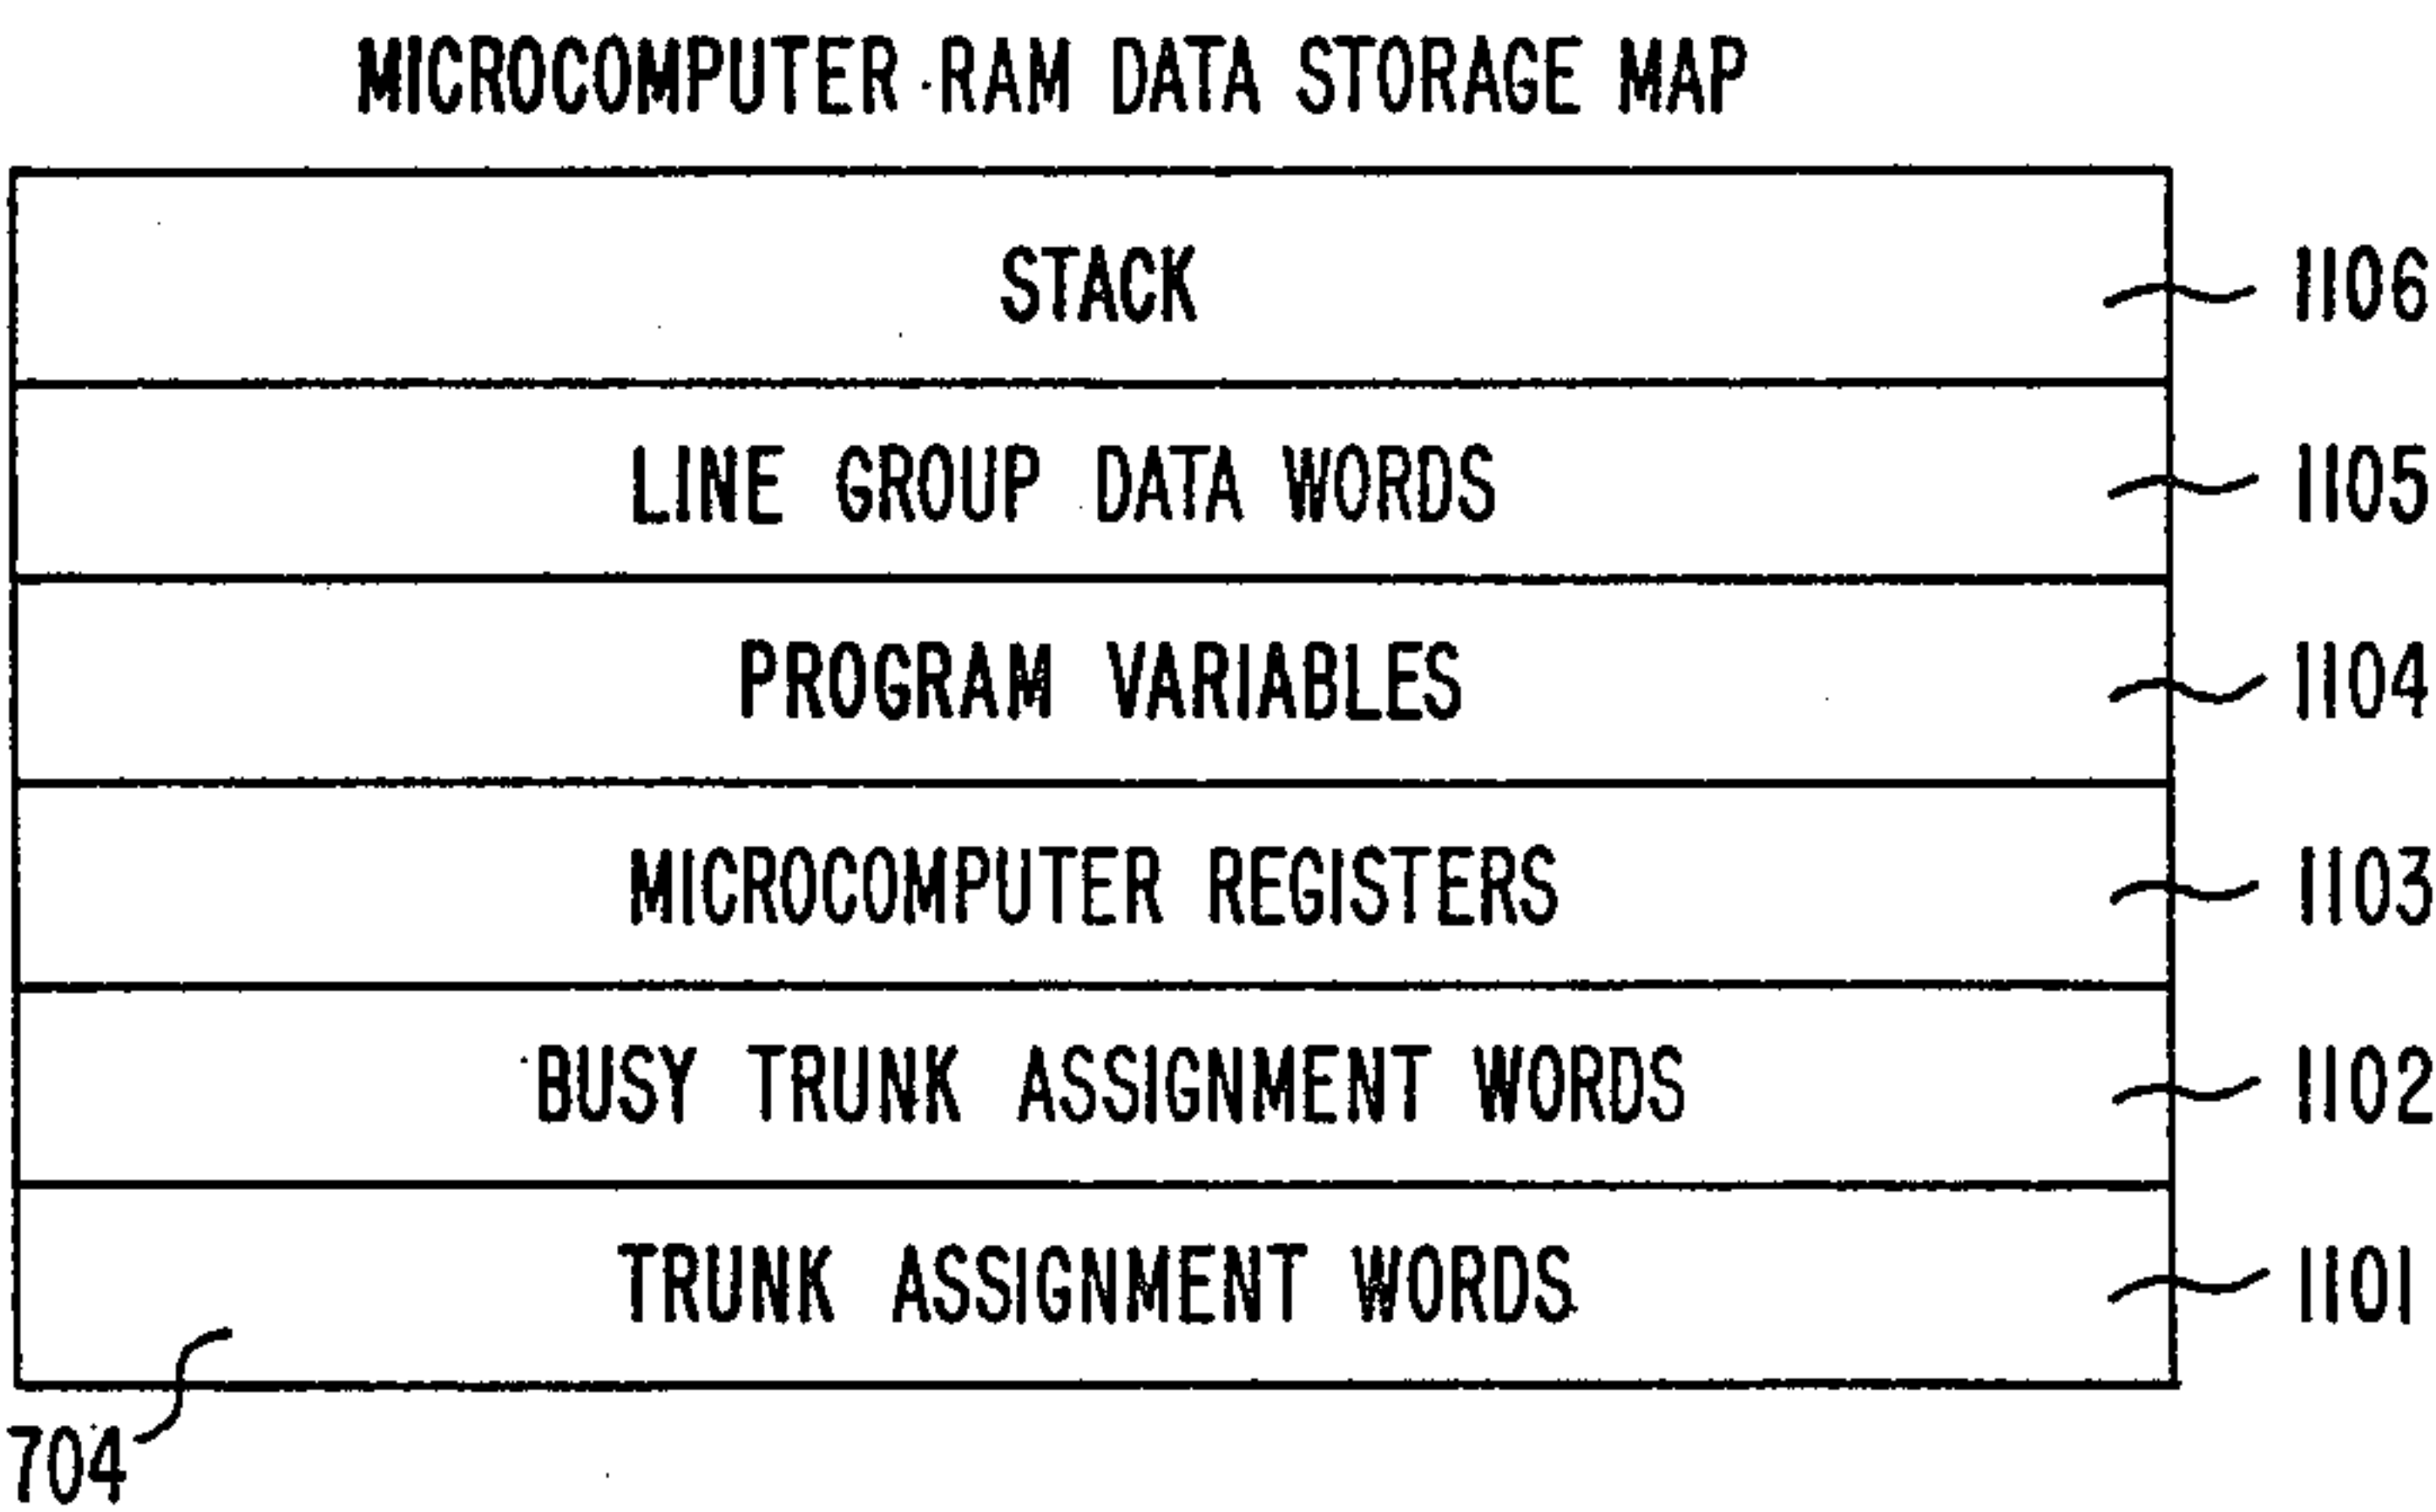 MICROCOMPUTER RAM DATA STORAGE MAP
STACK 1106
LINE GROUP DATA WORDS 1105
PROGRAM VARIABLES 1104
MICROCOMPUTER REGISTERS 1103
BUSY TRUNK ASSIGNMENT WORDS 1102
TRUNK ASSIGNMENT WORDS 1101
704